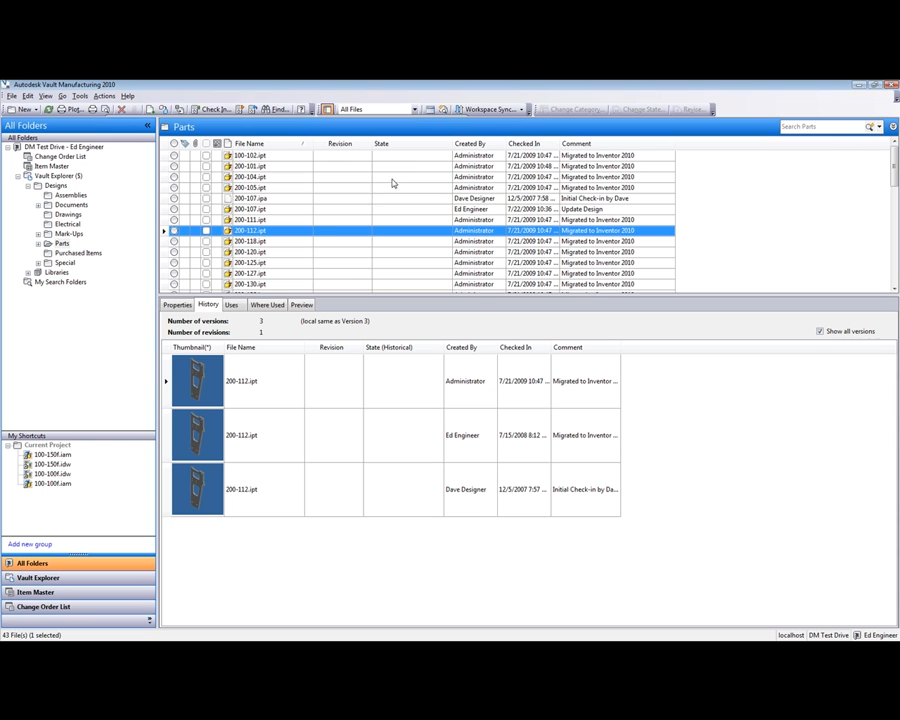 Autodesk Vault Manufacturing 2010
File Edit View Go Tools Actions Help
New Plot... Check In... Find... All Files Workspace Sync... Change Category... Change State... Revise...
All Folders
All Folders
DM Test Drive - Ed Engineer
Change Order List
Item Master
Vault Explorer ($)
Designs
Assemblies
Documents
Drawings
Electrical
Mark-Ups
Parts
Purchased Items
Special
Libraries
My Search Folders
My Shortcuts
Current Project
100-150f.iam
100-150f.idw
100-100f.idw
100-100f.iam
Add new group
All Folders
Vault Explorer
Item Master
Change Order List
Parts
Search Parts
File Name / Revision State Created By Checked In Comment
100-102.ipt Administrator 7/21/2009 10:47 ... Migrated to Inventor 2010
200-101.ipt Administrator 7/21/2009 10:48 ... Migrated to Inventor 2010
200-104.ipt Administrator 7/21/2009 10:47 ... Migrated to Inventor 2010
200-105.ipt Administrator 7/21/2009 10:47 ... Migrated to Inventor 2010
200-107.ipa Dave Designer 12/5/2007 7:58 ... Initial Check-in by Dave
200-107.ipt Ed Engineer 7/22/2009 10:36 ... Update Design
200-111.ipt Administrator 7/21/2009 10:47 ... Migrated to Inventor 2010
200-112.ipt Administrator 7/21/2009 10:47 ... Migrated to Inventor 2010
200-118.ipt Administrator 7/21/2009 10:47 ... Migrated to Inventor 2010
200-120.ipt Administrator 7/21/2009 10:47 ... Migrated to Inventor 2010
200-125.ipt Administrator 7/21/2009 10:47 ... Migrated to Inventor 2010
200-127.ipt Administrator 7/21/2009 10:47 ... Migrated to Inventor 2010
200-130.ipt Administrator 7/21/2009 10:47 ... Migrated to Inventor 2010
Properties History Uses Where Used Preview
Number of versions: 3 (local same as Version 3)
Number of revisions: 1
Show all versions
Thumbnail(*) File Name Revision State (Historical) Created By Checked In Comment
200-112.ipt Administrator 7/21/2009 10:47 ... Migrated to Inventor ...
200-112.ipt Ed Engineer 7/15/2008 8:12 ... Migrated to Inventor ...
200-112.ipt Dave Designer 12/5/2007 7:57 ... Initial Check-in by Da...
43 File(s) (1 selected)
localhost DM Test Drive Ed Engineer